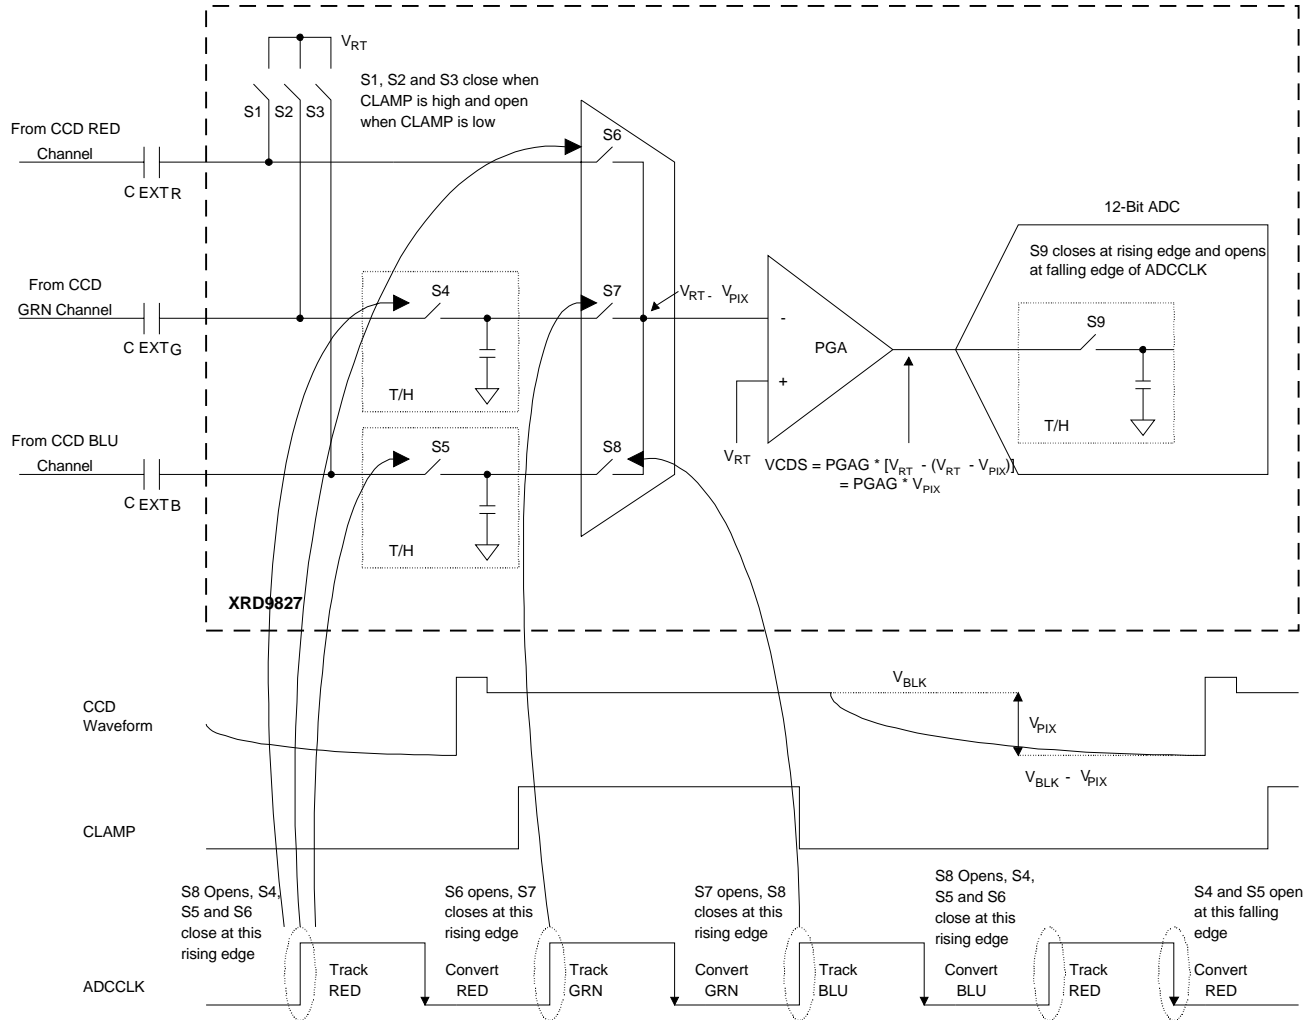 VRT
S1, S2 and S3 close when
CLAMP is high and open
when CLAMP is low
S1 S2 S3
From CCD RED
Channel
C EXTR
S6
12-Bit ADC
S9 closes at rising edge and opens
at falling edge of ADCCLK
From CCD
GRN Channel
C EXTG
S4
T/H
S7
VRT - VPIX
-
PGA
+
VRT
S9
T/H
From CCD BLU
Channel
C EXTB
S5
T/H
S8
VCDS = PGAG * [VRT - (VRT - VPIX)]
= PGAG * VPIX
XRD9827
CCD
Waveform
VBLK
VPIX
VBLK - VPIX
CLAMP
S8 Opens, S4,
S5 and S6
close at this
rising edge
S6 opens, S7
closes at this
rising edge
S7 opens, S8
closes at this
rising edge
S8 Opens, S4,
S5 and S6
close at this
rising edge
S4 and S5 open
at this falling
edge
ADCCLK
Track
RED
Convert
RED
Track
GRN
Convert
GRN
Track
BLU
Convert
BLU
Track
RED
Convert
RED